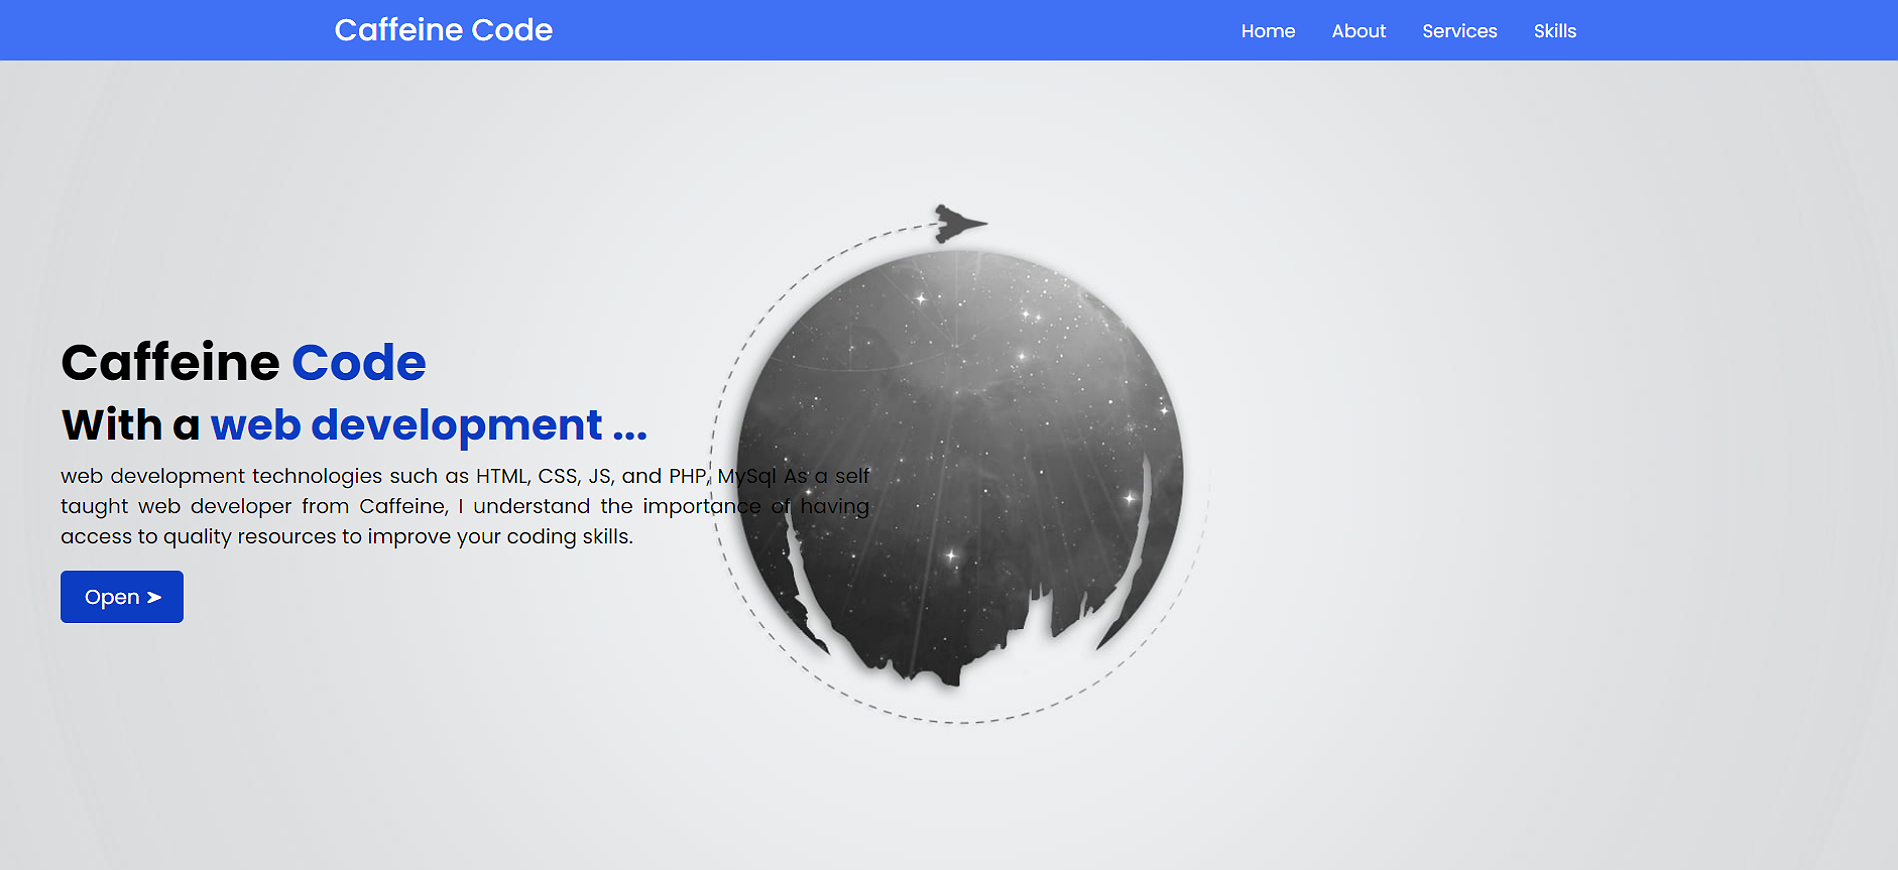 Caffeine Code
Home About Services Skills
Caffeine Code
With a web development ...
web development technologies such as HTML, CSS, JS, and PHP, MySql As a self
taught web developer from Caffeine, I understand the importance of having
access to quality resources to improve your coding skills.
Open ➤